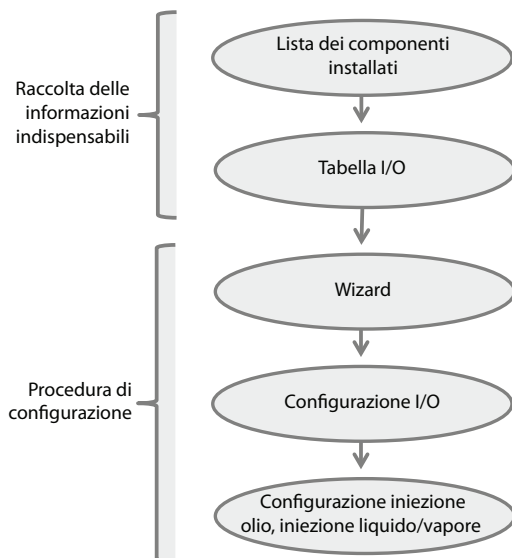 Lista dei componenti
installati
Raccolta delle
informazioni
indispensabili
Tabella I/O
Wizard
Procedura di
configurazione
Configurazione I/O
Configurazione iniezione
olio, iniezione liquido/vapore